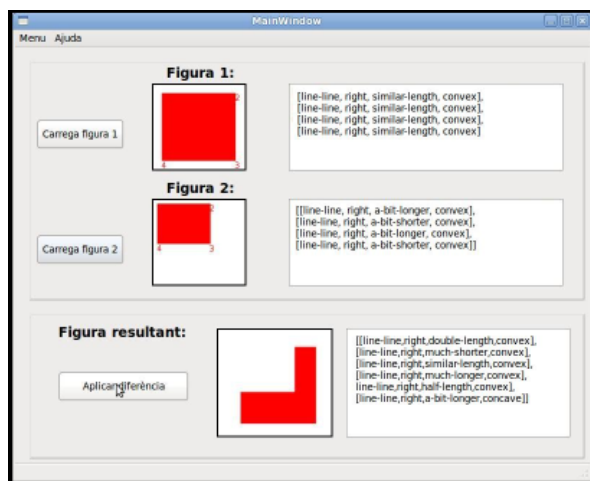 MainWindow
Menu Ajuda
Figura 1:
Carrega figura 1
2
4 3
[line-line, right, similar-length, convex],
[line-line, right, similar-length, convex],
[line-line, right, similar-length, convex],
[line-line, right, similar-length, convex]
Figura 2:
Carrega figura 2
2
4 3
[[line-line, right, a-bit-longer, convex],
[line-line, right, a-bit-shorter, convex],
[line-line, right, a-bit-longer, convex],
[line-line, right, a-bit-shorter, convex]]
Figura resultant:
Aplicar diferència
[[line-line,right,double-length,convex],
[line-line,right,much-shorter,convex],
[line-line,right,similar-length,convex],
[line-line,right,much-longer,convex],
line-line,right,half-length,convex],
[line-line,right,a-bit-longer,concave]]